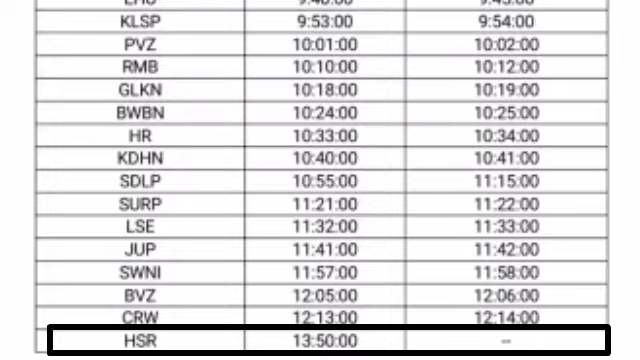 KLSP 9:53:00 9:54:00
PVZ 10:01:00 10:02:00
RMB 10:10:00 10:12:00
GLKN 10:18:00 10:19:00
BWBN 10:24:00 10:25:00
HR 10:33:00 10:34:00
KDHN 10:40:00 10:41:00
SDLP 10:55:00 11:15:00
SURP 11:21:00 11:22:00
LSE 11:32:00 11:33:00
JUP 11:41:00 11:42:00
SWNI 11:57:00 11:58:00
BVZ 12:05:00 12:06:00
CRW 12:13:00 12:14:00
HSR 13:50:00 --